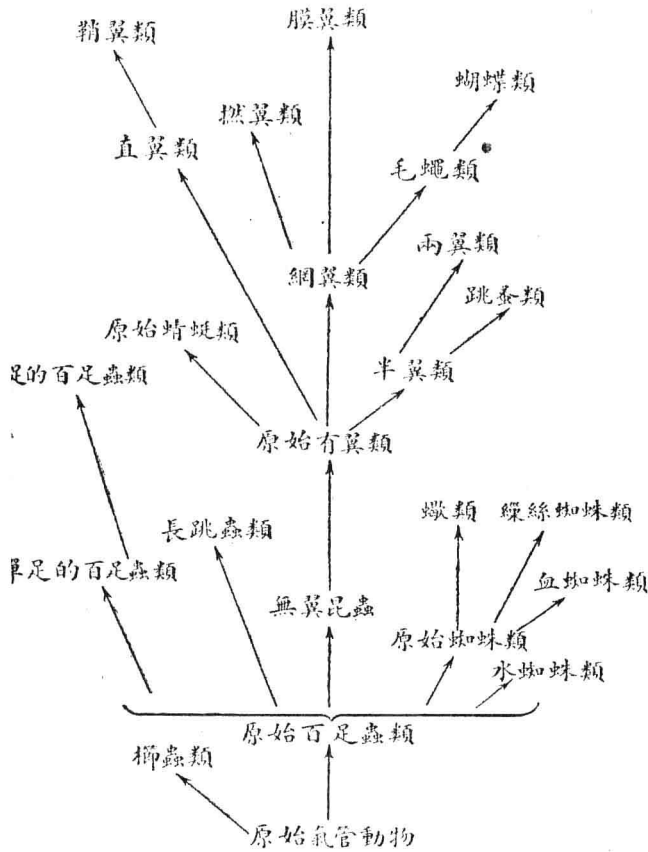 鞘翼類
膜翼類
蝴蝶類
撚翼類
直翼類
毛蠅類
兩翼類
網翼類
跳蚤類
原始蜻蜓類
半翼類
足的百足蟲類
原始有翼類
蠍類
繅絲蜘蛛類
長跳蟲類
單足的百足蟲類
血蜘蛛類
無翼昆蟲
原始蜘蛛類
水蜘蛛類
原始百足蟲類
櫛蟲類
原始氣管動物